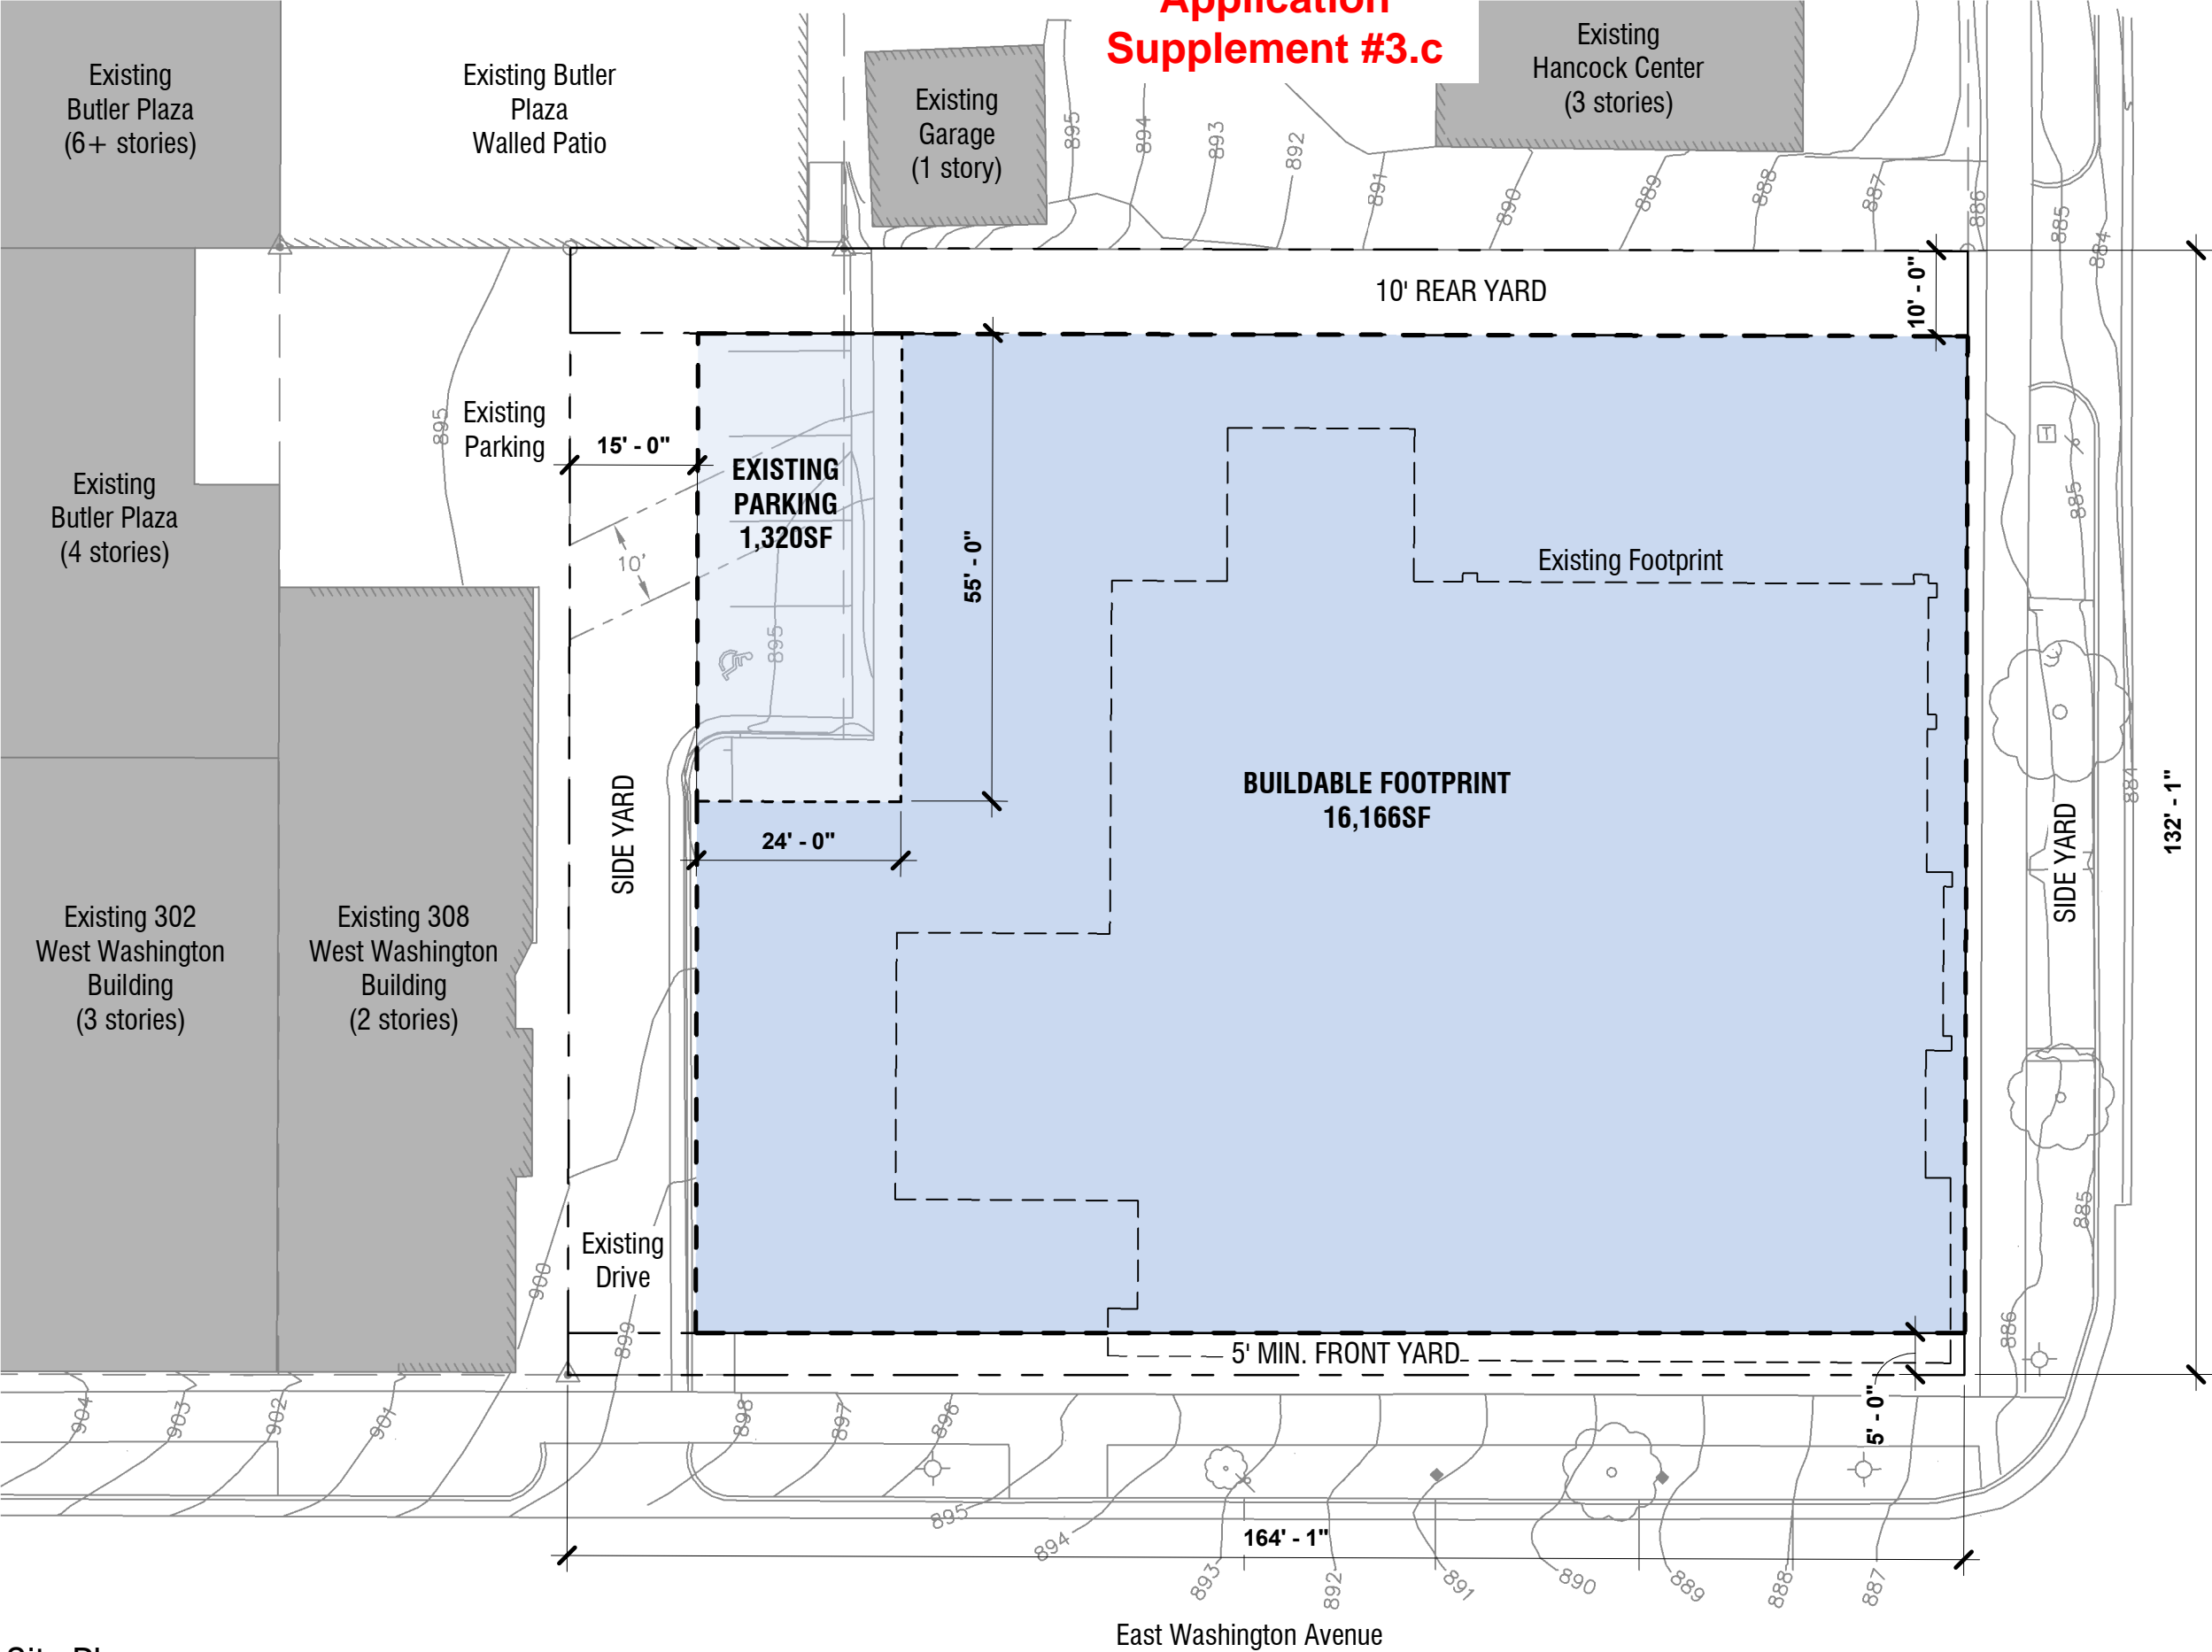 Application
Supplement #3.c
Existing
Butler Plaza
(6+ stories)
Existing Butler
Plaza
Walled Patio
Existing
Garage
(1 story)
Existing
Hancock Center
(3 stories)
895
894
893
892
891
890
889
888
887
886
885
884
10' REAR YARD
10' - 0"
895
Existing
Parking
15' - 0"
EXISTING
PARKING
1,320SF
10'
895
55' - 0"
24' - 0"
Existing Footprint
T
885
Existing
Butler Plaza
(4 stories)
SIDE YARD
BUILDABLE FOOTPRINT
16,166SF
SIDE YARD
884
132' - 1"
Existing 302
West Washington
Building
(3 stories)
Existing 308
West Washington
Building
(2 stories)
Existing
Drive
900
899
885
886
5' MIN. FRONT YARD
5' - 0"
904
903
902
901
898
897
896
895
894
893
892
891
890
889
888
887
164' - 1"
East Washington Avenue